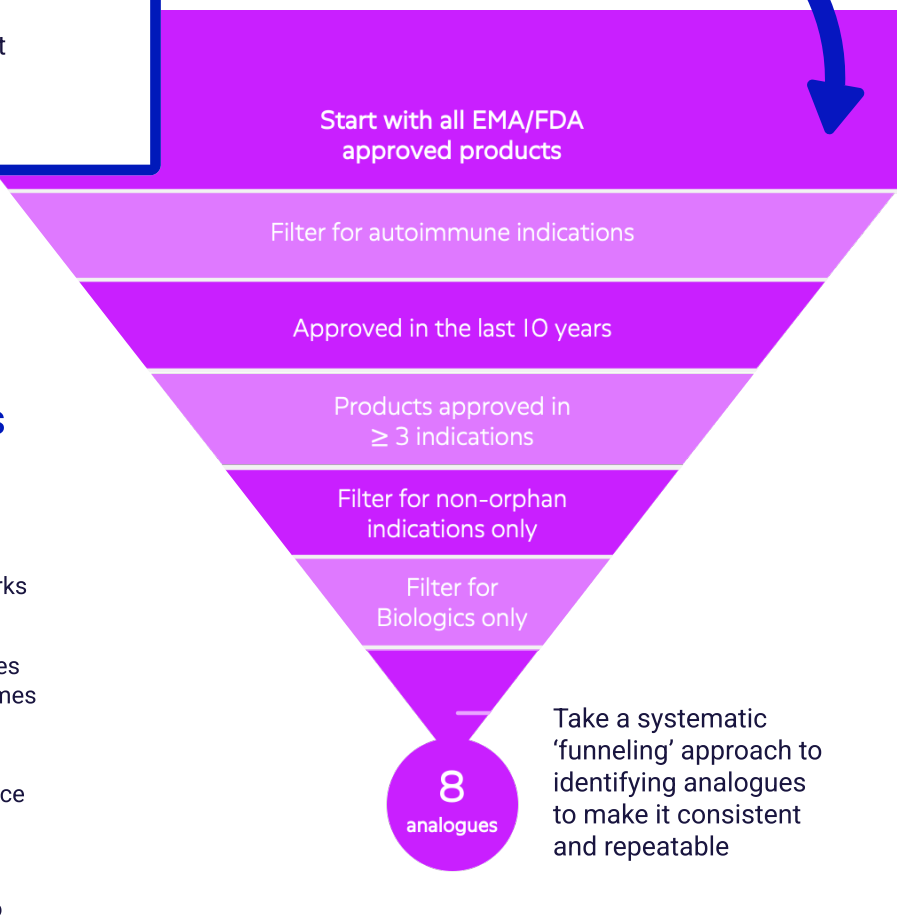 Start with all EMA/FDA
approved products
Filter for autoimmune indications
Approved in the last 10 years
Products approved in
≥ 3 indications
Filter for non-orphan
indications only
Filter for
Biologics only
8
analogues
Take a systematic
‘funneling’ approach to
identifying analogues
to make it consistent
and repeatable